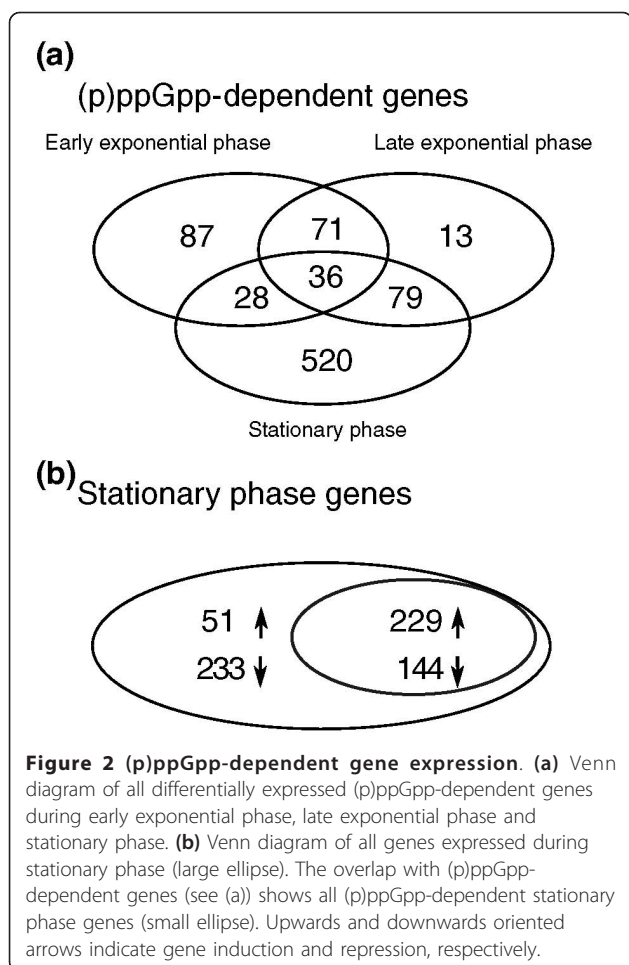 (a)
(p)ppGpp-dependent genes
Early exponential phase Late exponential phase
87 71 13
36
28 79
520
Stationary phase
(b) Stationary phase genes
51 ↑ 229 ↑
233 ↓ 144 ↓
Figure 2 (p)ppGpp-dependent gene expression. (a) Venn
diagram of all differentially expressed (p)ppGpp-dependent genes
during early exponential phase, late exponential phase and
stationary phase. (b) Venn diagram of all genes expressed during
stationary phase (large ellipse). The overlap with (p)ppGpp-
dependent genes (see (a)) shows all (p)ppGpp-dependent stationary
phase genes (small ellipse). Upwards and downwards oriented
arrows indicate gene induction and repression, respectively.